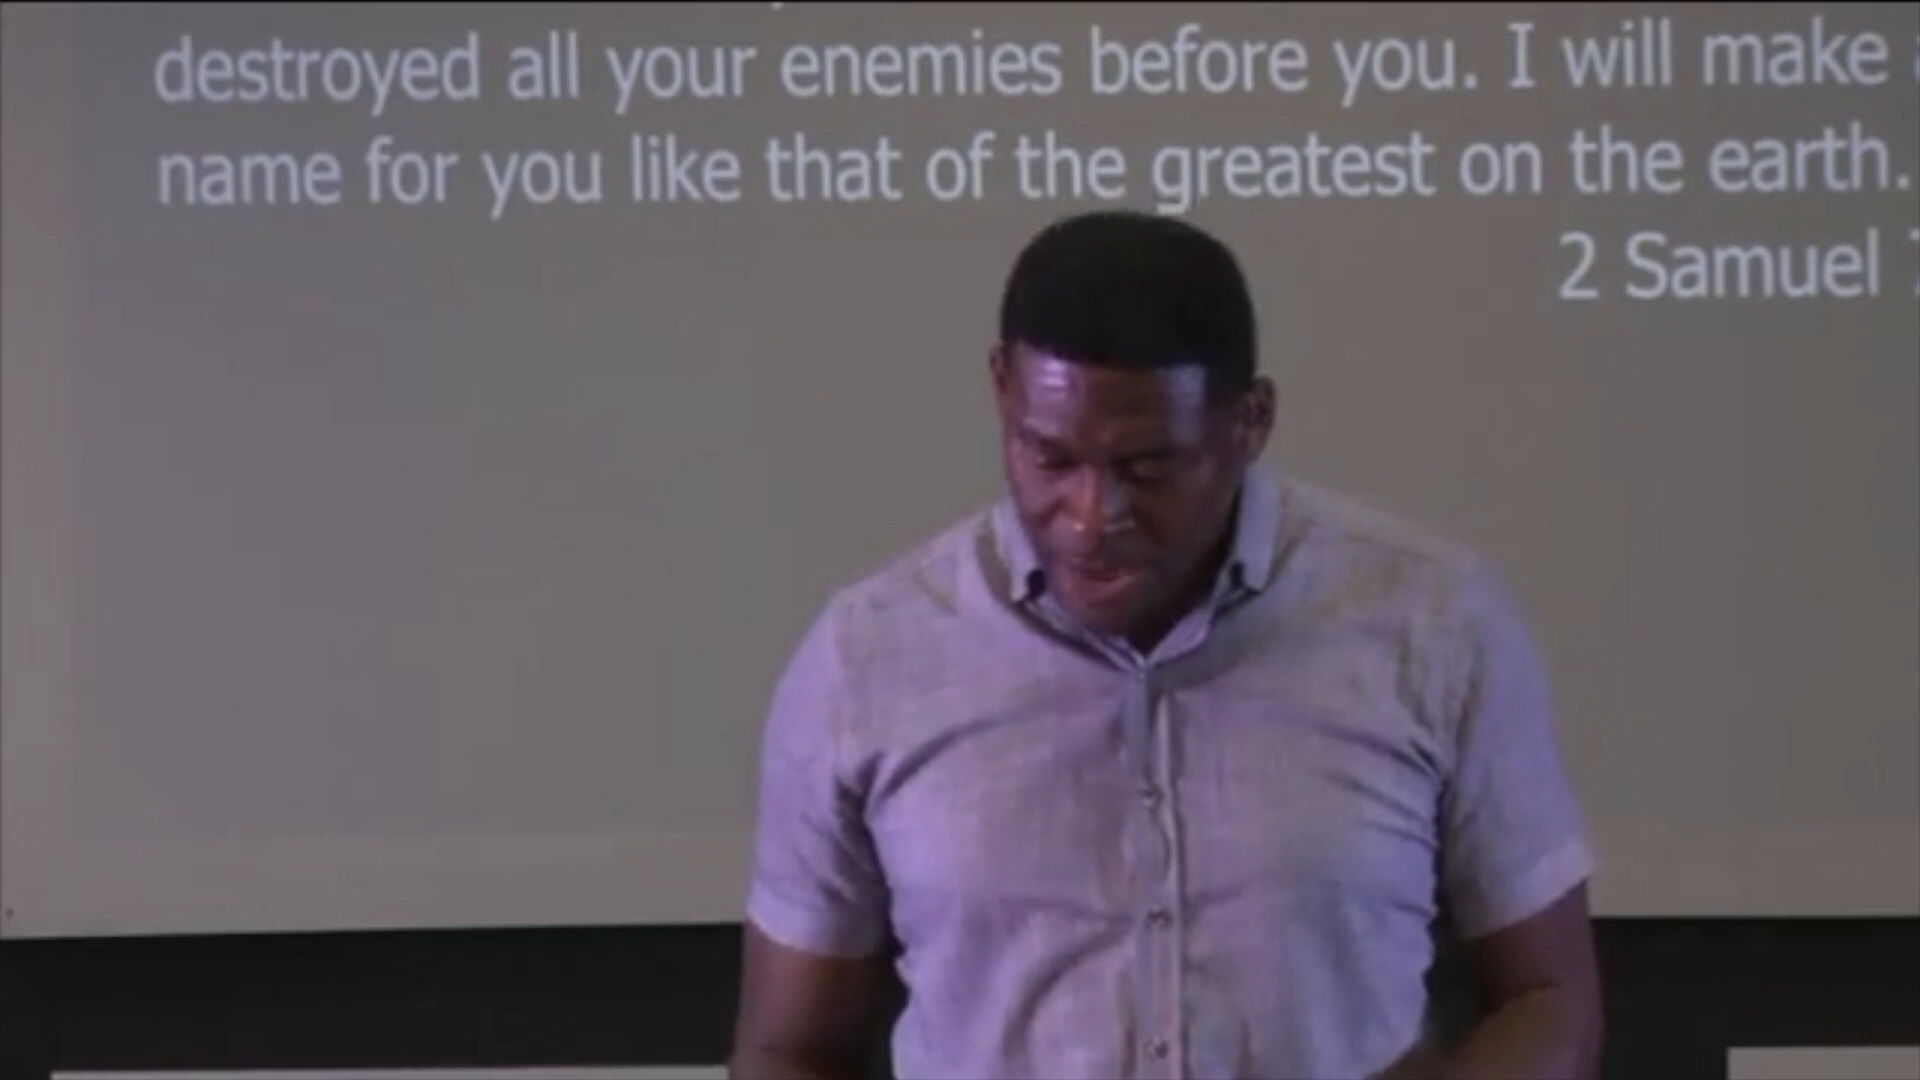 destroyed all your enemies before you. I will make
name for you like that of the greatest on the earth.
2 Samuel